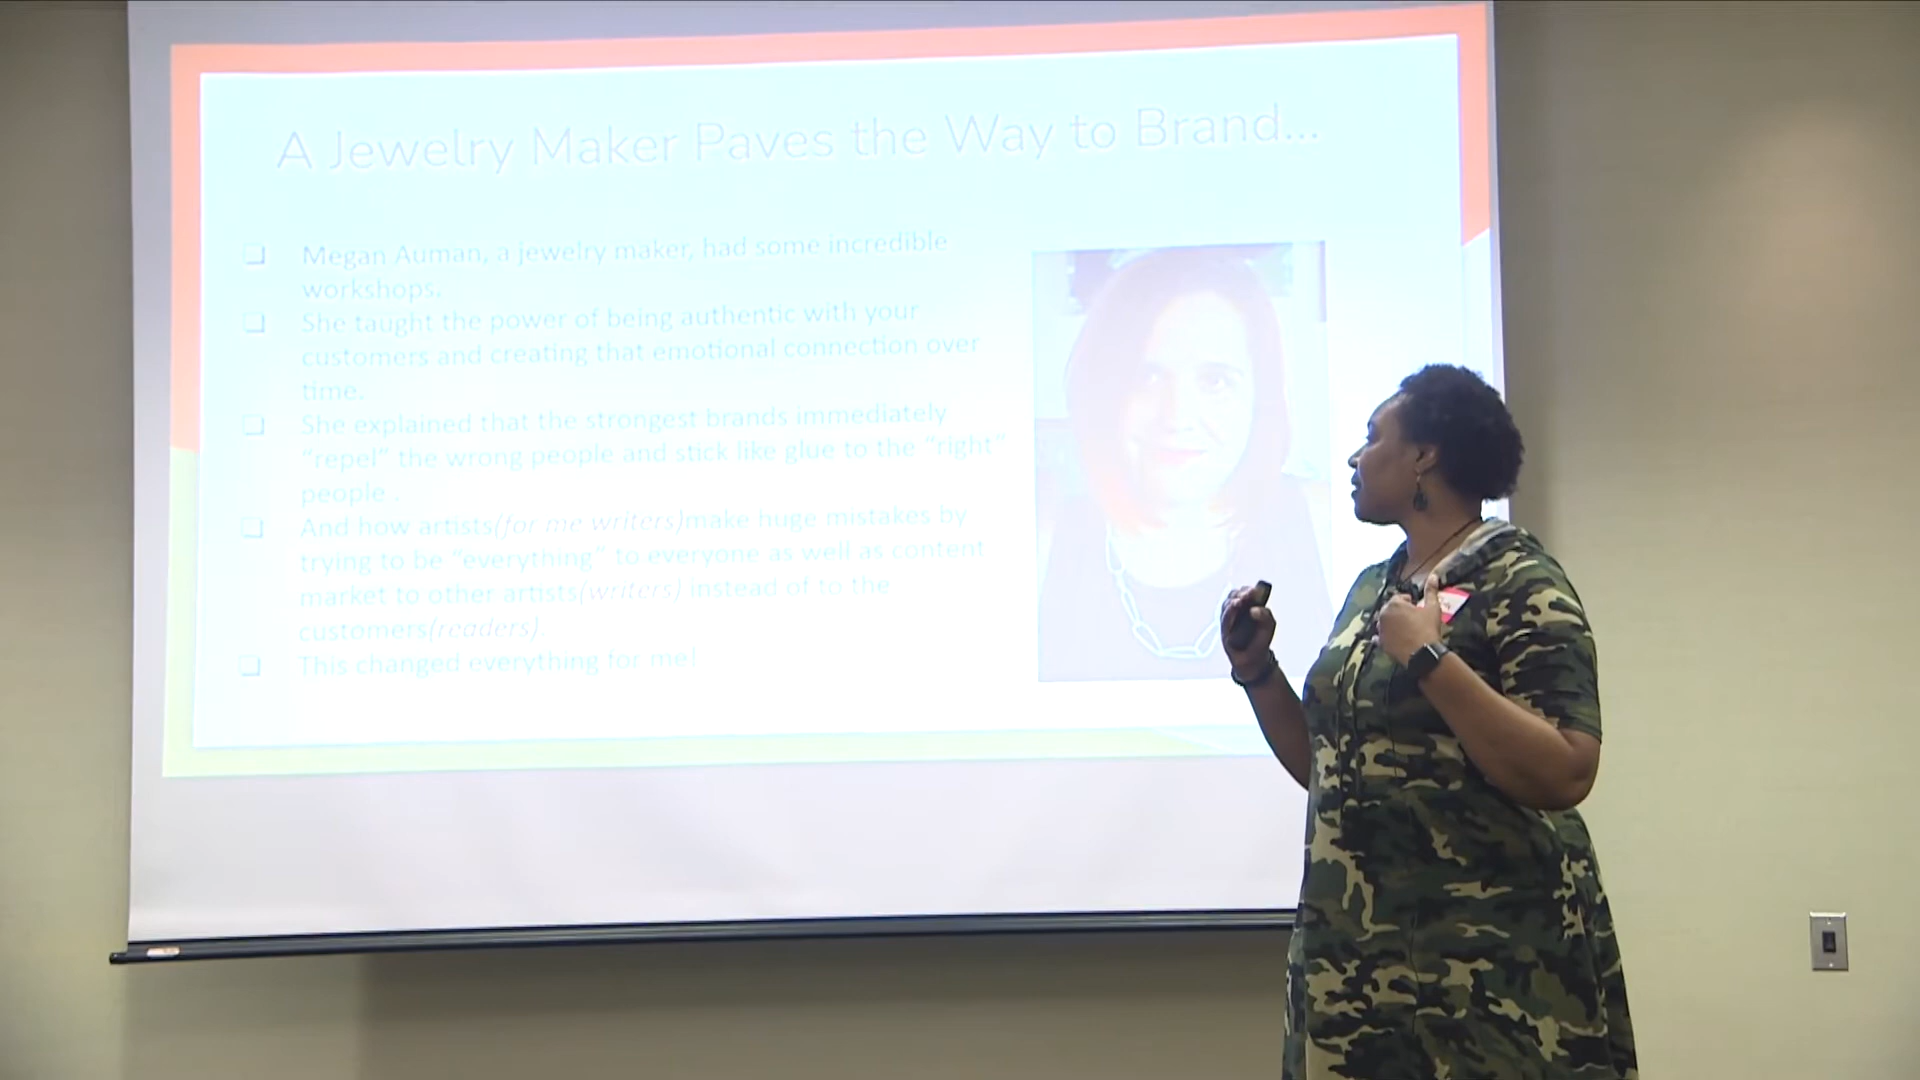 A Jewelry Maker Paves the Way to Brand...
Megan Auman, a jewelry maker, had some incredible
workshops.
She taught the power of being authentic with your
customers and creating that emotional connection over
time.
She explained that the strongest brands immediately
“repel” the wrong people and stick like glue to the “right”
people .
And how artists(for me writers)make huge mistakes by
trying to be “everything” to everyone as well as content
market to other artists(writers) instead of to the
customers(readers).
This changed everything for me!